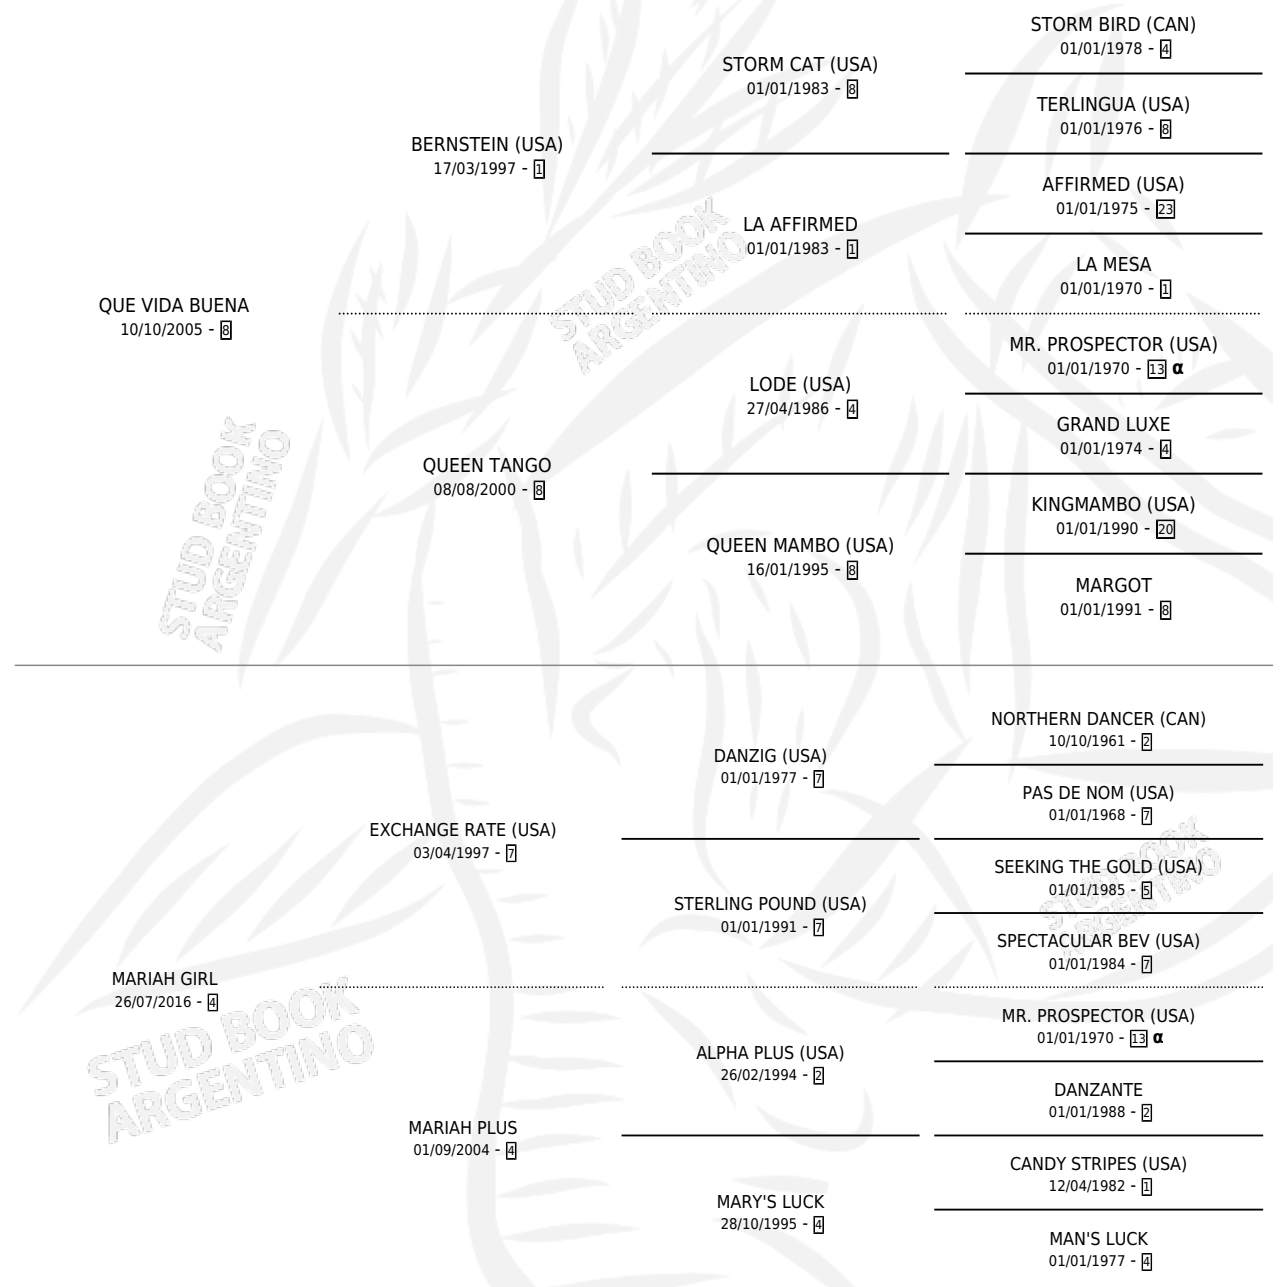 STORM BIRD (CAN)
01/01/1978 - 4
STORM CAT (USA)
01/01/1983 - 8
TERLINGUA (USA)
01/01/1976 - 8
BERNSTEIN (USA)
17/03/1997 - 1
AFFIRMED (USA)
01/01/1975 - 23
LA AFFIRMED
01/01/1983 - 1
LA MESA
01/01/1970 - 1
QUE VIDA BUENA
10/10/2005 - 8
MR. PROSPECTOR (USA)
01/01/1970 - 13 α
LODE (USA)
27/04/1986 - 4
GRAND LUXE
01/01/1974 - 4
QUEEN TANGO
08/08/2000 - 8
KINGMAMBO (USA)
01/01/1990 - 20
QUEEN MAMBO (USA)
16/01/1995 - 8
MARGOT
01/01/1991 - 8
NORTHERN DANCER (CAN)
10/10/1961 - 2
DANZIG (USA)
01/01/1977 - 7
PAS DE NOM (USA)
01/01/1968 - 7
EXCHANGE RATE (USA)
03/04/1997 - 7
SEEKING THE GOLD (USA)
01/01/1985 - 5
STERLING POUND (USA)
01/01/1991 - 7
SPECTACULAR BEV (USA)
01/01/1984 - 7
MARIAH GIRL
26/07/2016 - 4
MR. PROSPECTOR (USA)
01/01/1970 - 13 α
ALPHA PLUS (USA)
26/02/1994 - 2
DANZANTE
01/01/1988 - 2
MARIAH PLUS
01/09/2004 - 4
CANDY STRIPES (USA)
12/04/1982 - 1
MARY'S LUCK
28/10/1995 - 4
MAN'S LUCK
01/01/1977 - 4
STUD BOOK
ARGENTINO
STUD BOOK
ARGENTINO
STUD BOOK
ARGENTINO
STUD BOOK
ARGENTINO